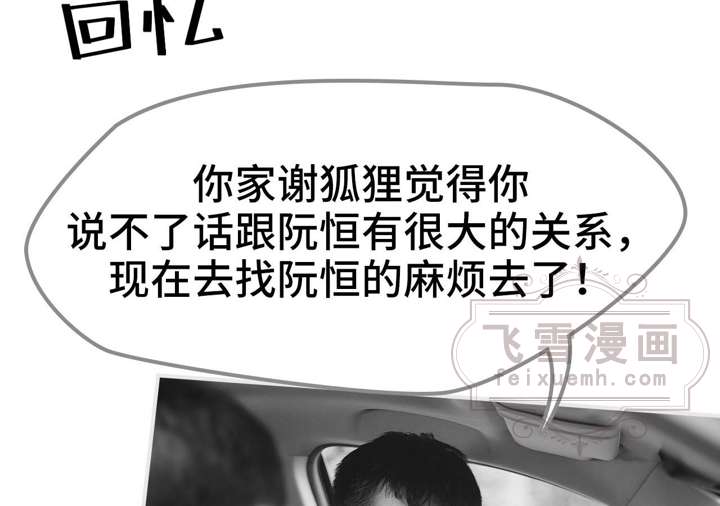 回忆
你家谢狐狸觉得你
说不了话跟阮恒有很大的关系，
现在去找阮恒的麻烦去了！
飞雪漫画
feixuemh.com